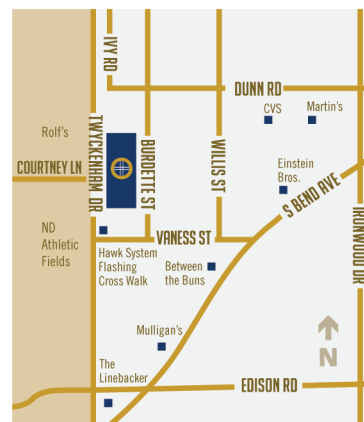 IVY RD
DUNN RD
CVS
Martin's
Rolf's
TWYCKENHAM DR
BURDETTE ST
WILLIS ST
COURTNEY LN
Einstein
Bros.
S BEND AVE
IRONWOOD DR
ND
Athletic
Fields
VANESS ST
Hawk System
Flashing
Cross Walk
Between
the Buns
Mulligan's
N
The
Linebacker
EDISON RD